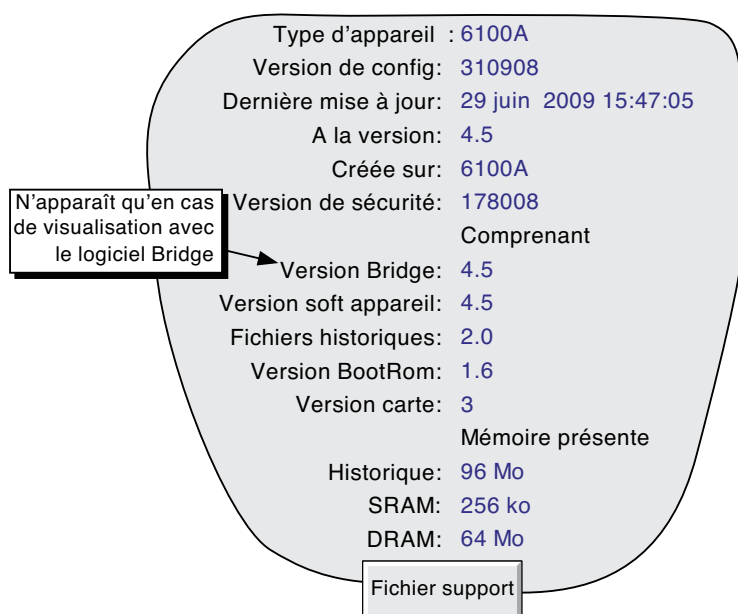 Type d'appareil : 6100A
Version de config: 310908
Dernière mise à jour: 29 juin 2009 15:47:05
A la version: 4.5
Créée sur: 6100A
Version de sécurité: 178008
Comprenant
N'apparaît qu'en cas
de visualisation avec
le logiciel Bridge
Version Bridge: 4.5
Version soft appareil: 4.5
Fichiers historiques: 2.0
Version BootRom: 1.6
Version carte: 3
Mémoire présente
Historique: 96 Mo
SRAM: 256 ko
DRAM: 64 Mo
Fichier support